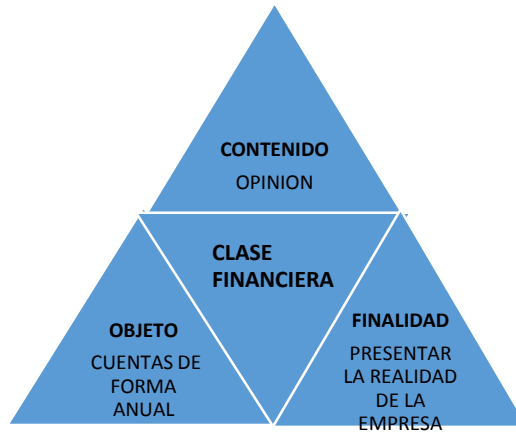 CONTENIDO
OPINION
CLASE
FINANCIERA
OBJETO
CUENTAS DE
FORMA
ANUAL
FINALIDAD
PRESENTAR
LA REALIDAD
DE LA
EMPRESA